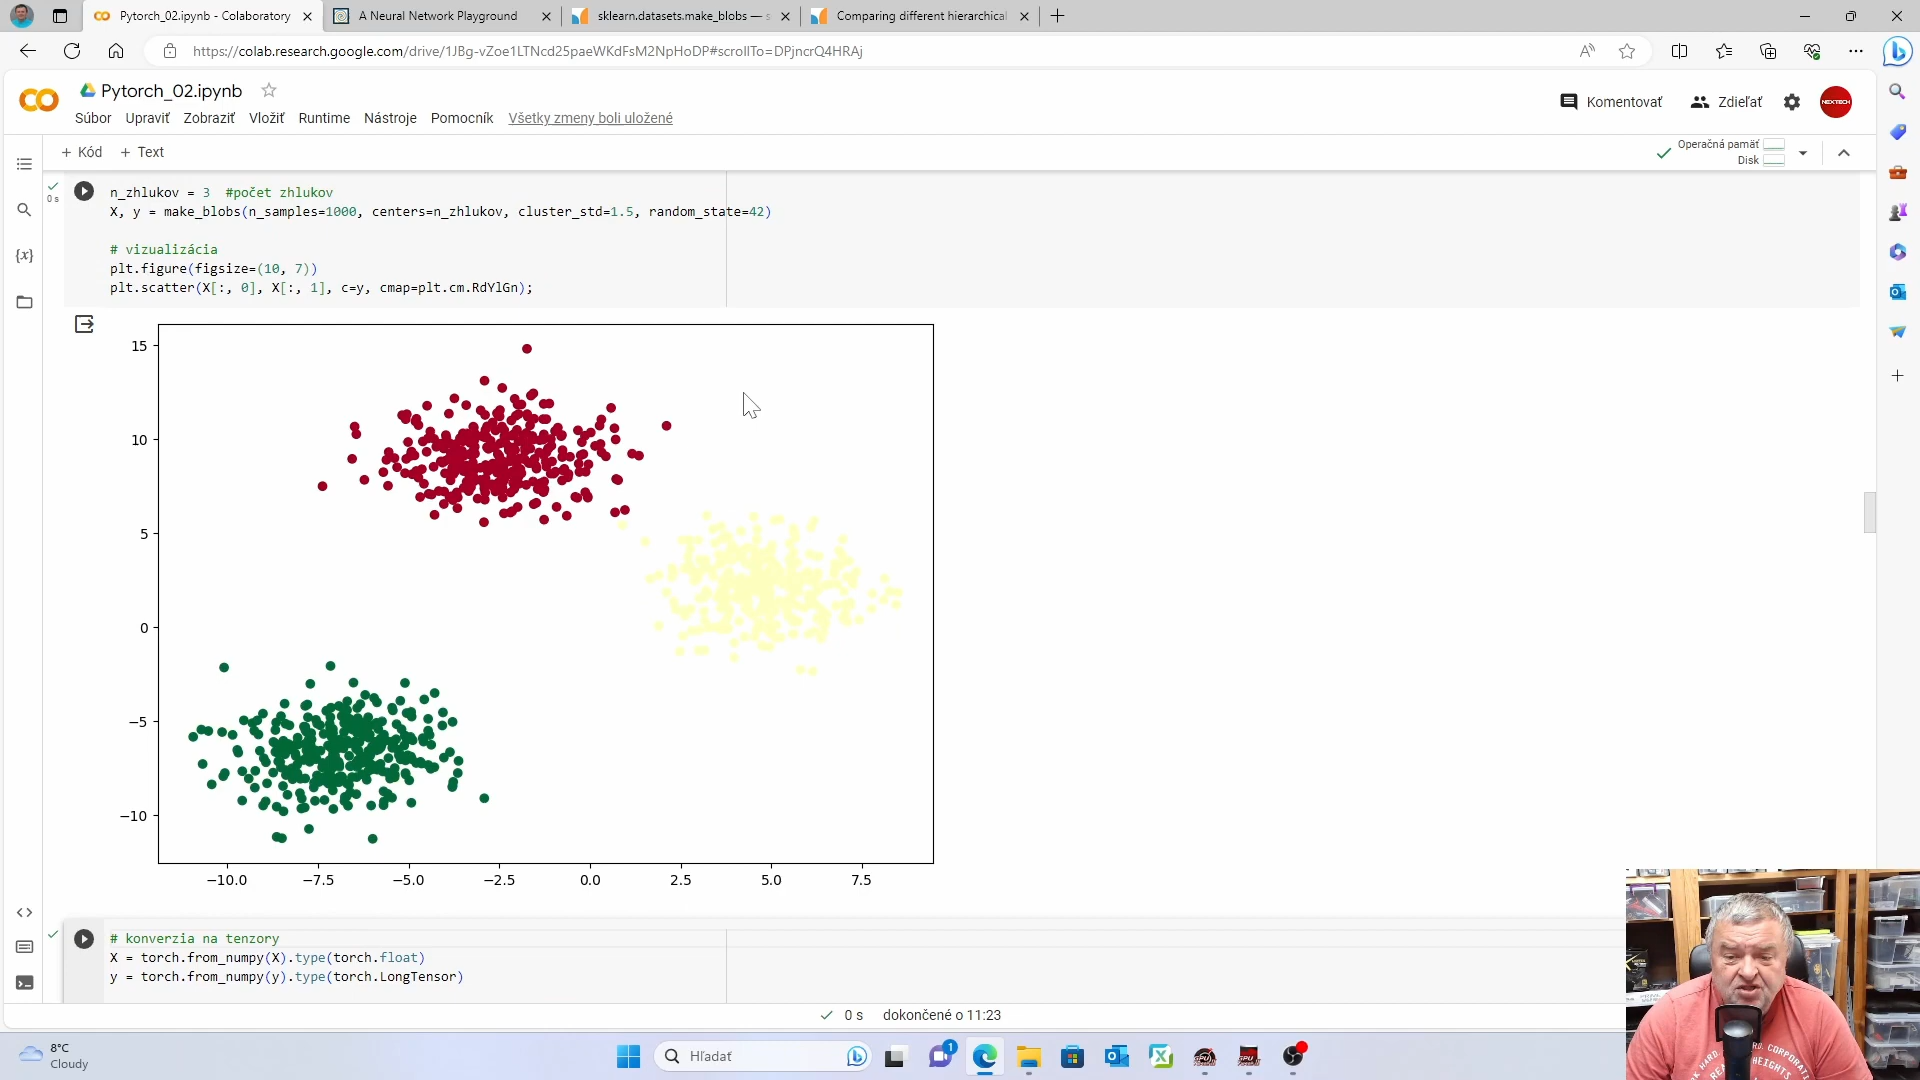 Pytorch_02.ipynb - Colaboratory
A Neural Network Playground
sklearn.datasets.make_blobs — s
Comparing different hierarchical
https://colab.research.google.com/drive/1JBg-vZoe1LTNcd25paeWKdFsM2NpHoDP#scrollTo=DPjncrQ4HRAj
Pytorch_02.ipynb
Komentovať
Zdieľať
NEXTECH
Súbor Upraviť Zobraziť Vložiť Runtime Nástroje Pomocník Všetky zmeny boli uložené
+ Kód + Text
Operačná pamäť
Disk
0 s
n_zhlukov = 3 #počet zhlukov
X, y = make_blobs(n_samples=1000, centers=n_zhlukov, cluster_std=1.5, random_state=42)
# vizualizácia
plt.figure(figsize=(10, 7))
plt.scatter(X[:, 0], X[:, 1], c=y, cmap=plt.cm.RdYlGn);
15
10
5
0
−5
−10
−10.0 −7.5 −5.0 −2.5 0.0 2.5 5.0 7.5
# konverzia na tenzory
X = torch.from_numpy(X).type(torch.float)
y = torch.from_numpy(y).type(torch.LongTensor)
0 s dokončené o 11:23
8°C
Cloudy
Hľadať
1